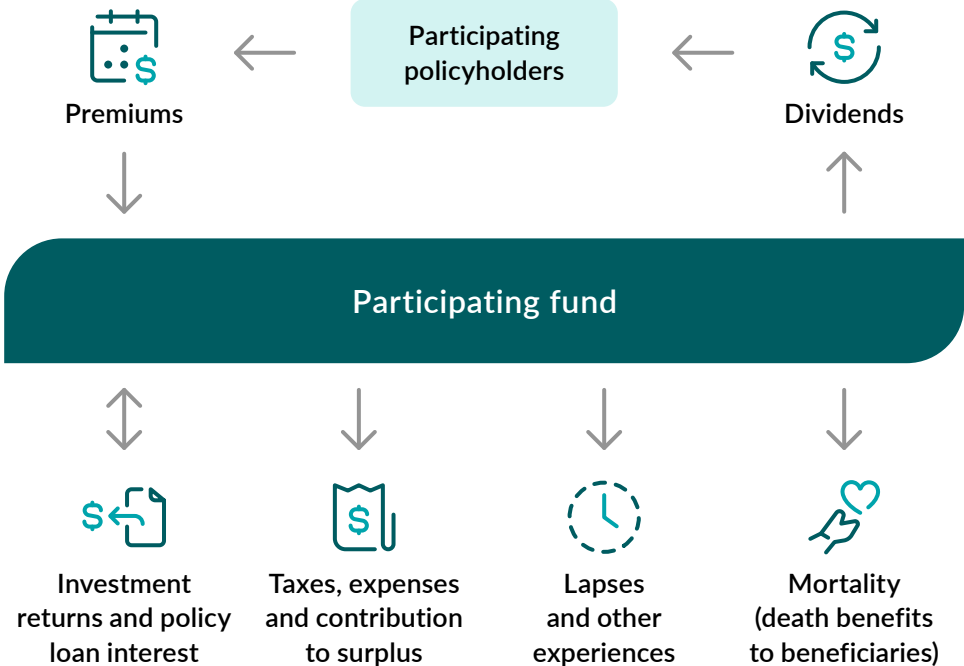 Participating
policyholders
Premiums
Dividends
Participating fund
Investment
returns and policy
loan interest
Taxes, expenses
and contribution
to surplus
Lapses
and other
experiences
Mortality
(death benefits
to beneficiaries)